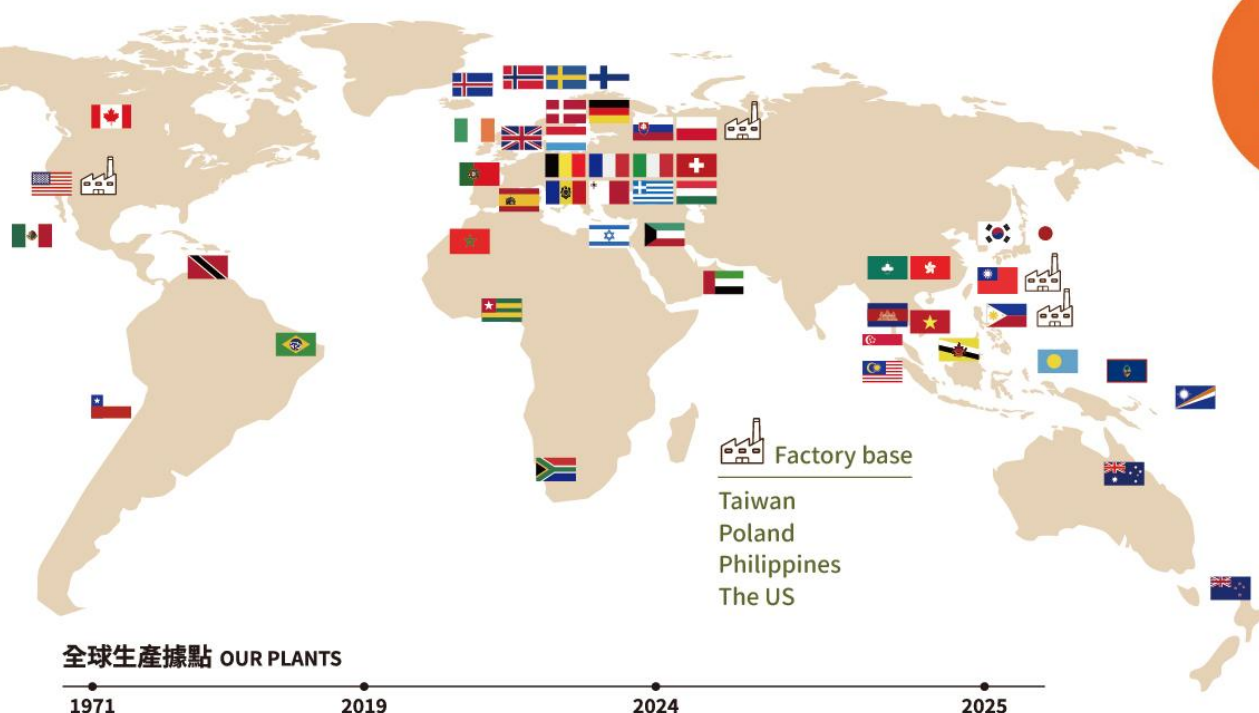 Factory base
Taiwan
Poland
Philippines
The US
全球生產據點 OUR PLANTS
1971 2019 2024 2025